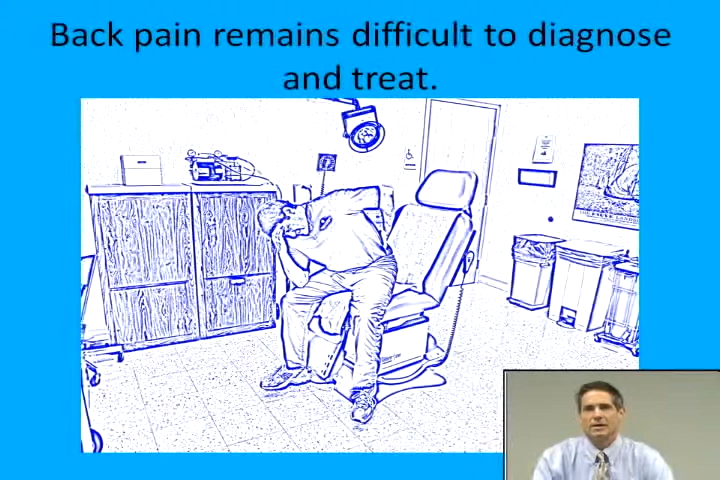 Back pain remains difficult to diagnose
and treat.